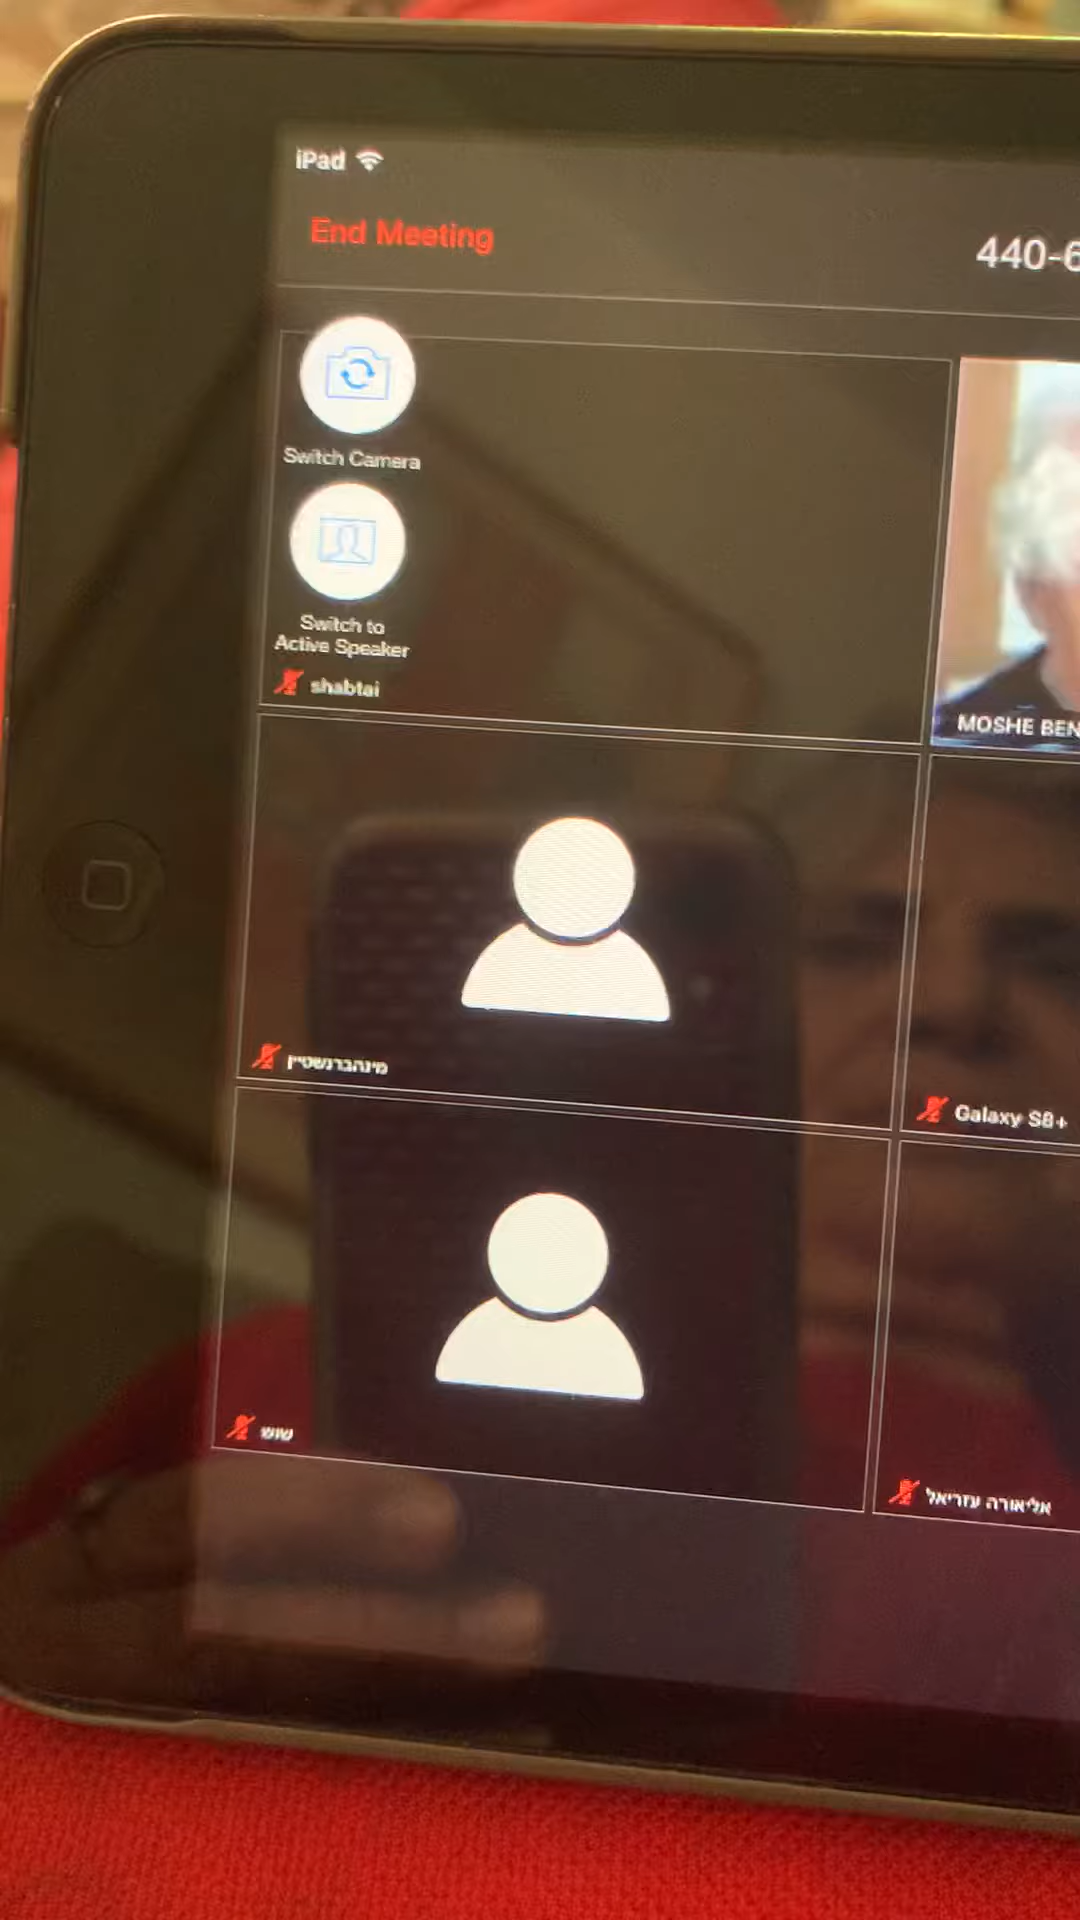 iPad
End Meeting
440-6
Switch Camera
Switch to
Active Speaker
shabtai
MOSHE BEN
מינהברנשטיין
Galaxy S8+
שוש
אליאורה עזריאל